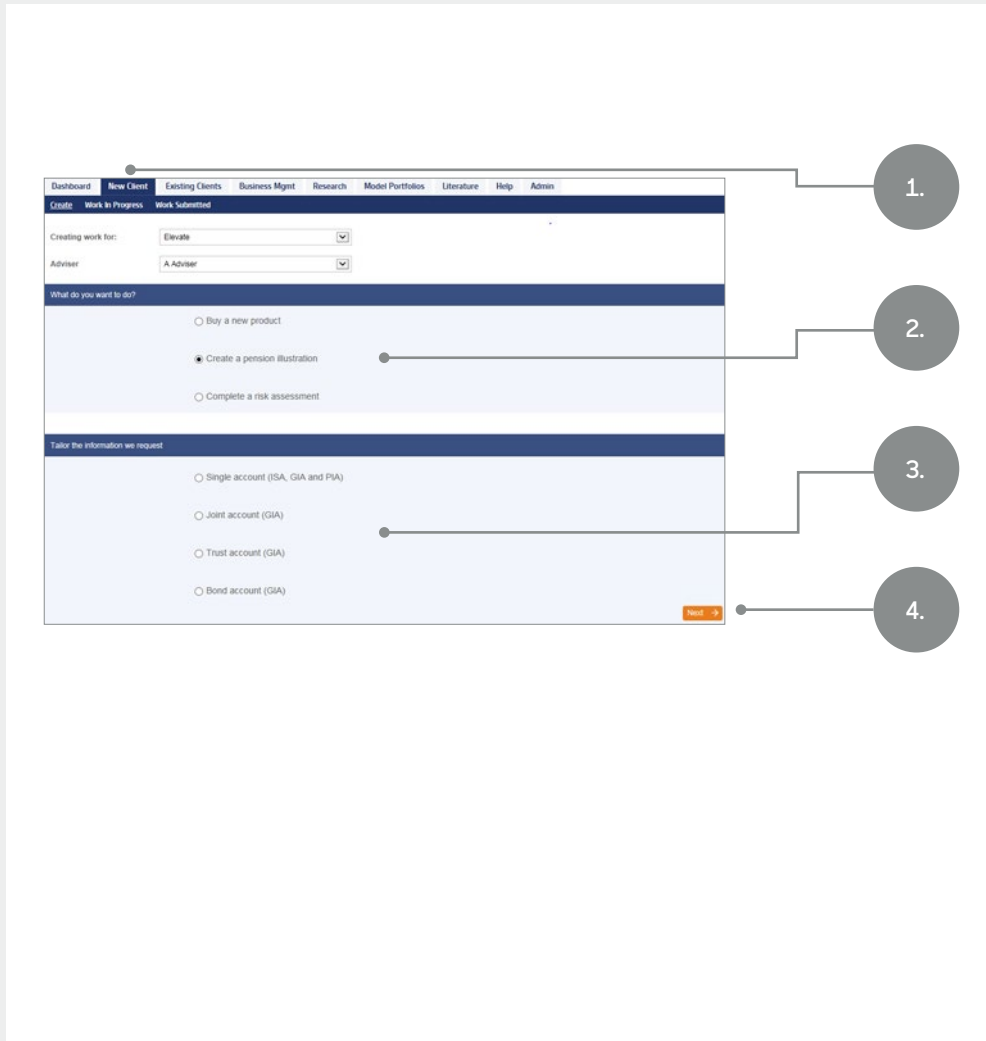 1.
Dashboard New Client Existing Clients Business Mgmt Research Model Portfolios Literature Help Admin
Create Work In Progress Work Submitted
Creating work for: Elevate
Adviser A Adviser
What do you want to do?
Buy a new product
2.
Create a pension illustration
Complete a risk assessment
Tailor the information we request
3.
Single account (ISA, GIA and PIA)
Joint account (GIA)
Trust account (GIA)
Bond account (GIA)
4.
Next